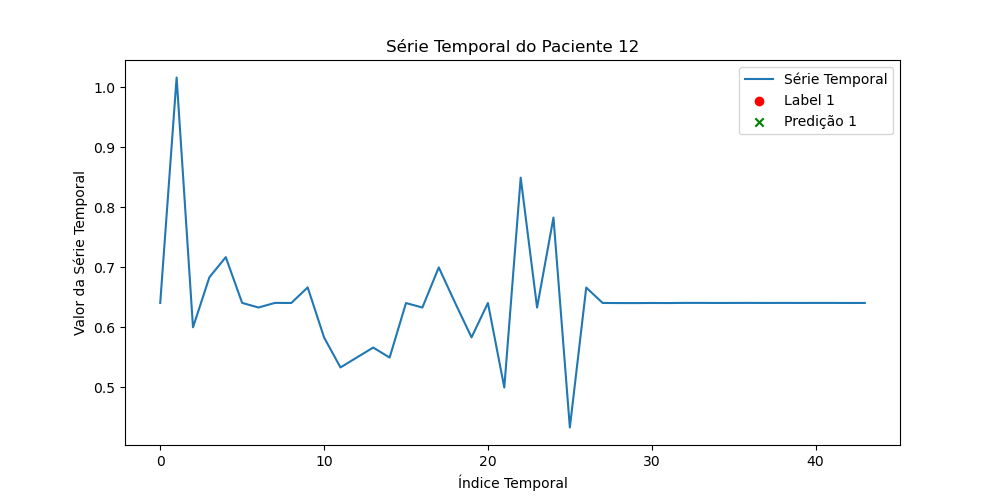 Série Temporal do Paciente 12
Série Temporal
Label 1
Predição 1
Valor da Série Temporal
1.0
0.9
0.8
0.7
0.6
0.5
0
10
20
30
40
Índice Temporal